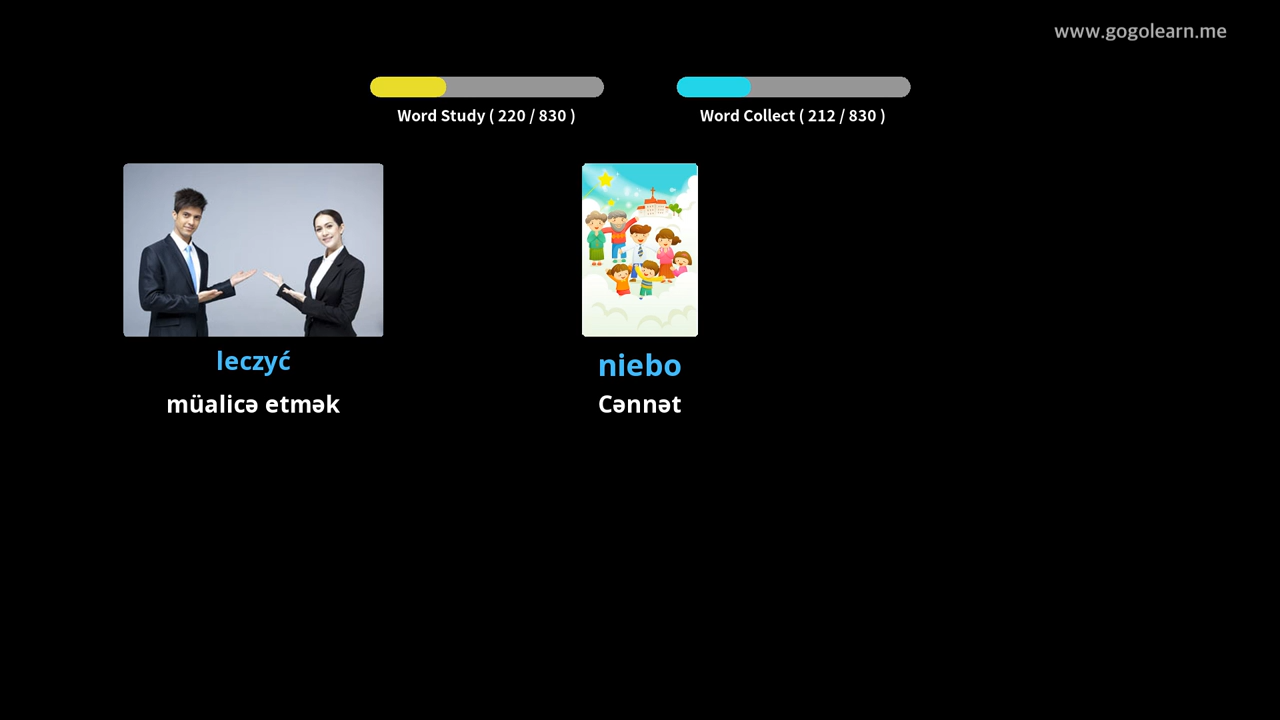 www.gogolearn.me
Word Study ( 220 / 830 )
Word Collect ( 212 / 830 )
leczyć
müalicə etmək
niebo
Cənnət